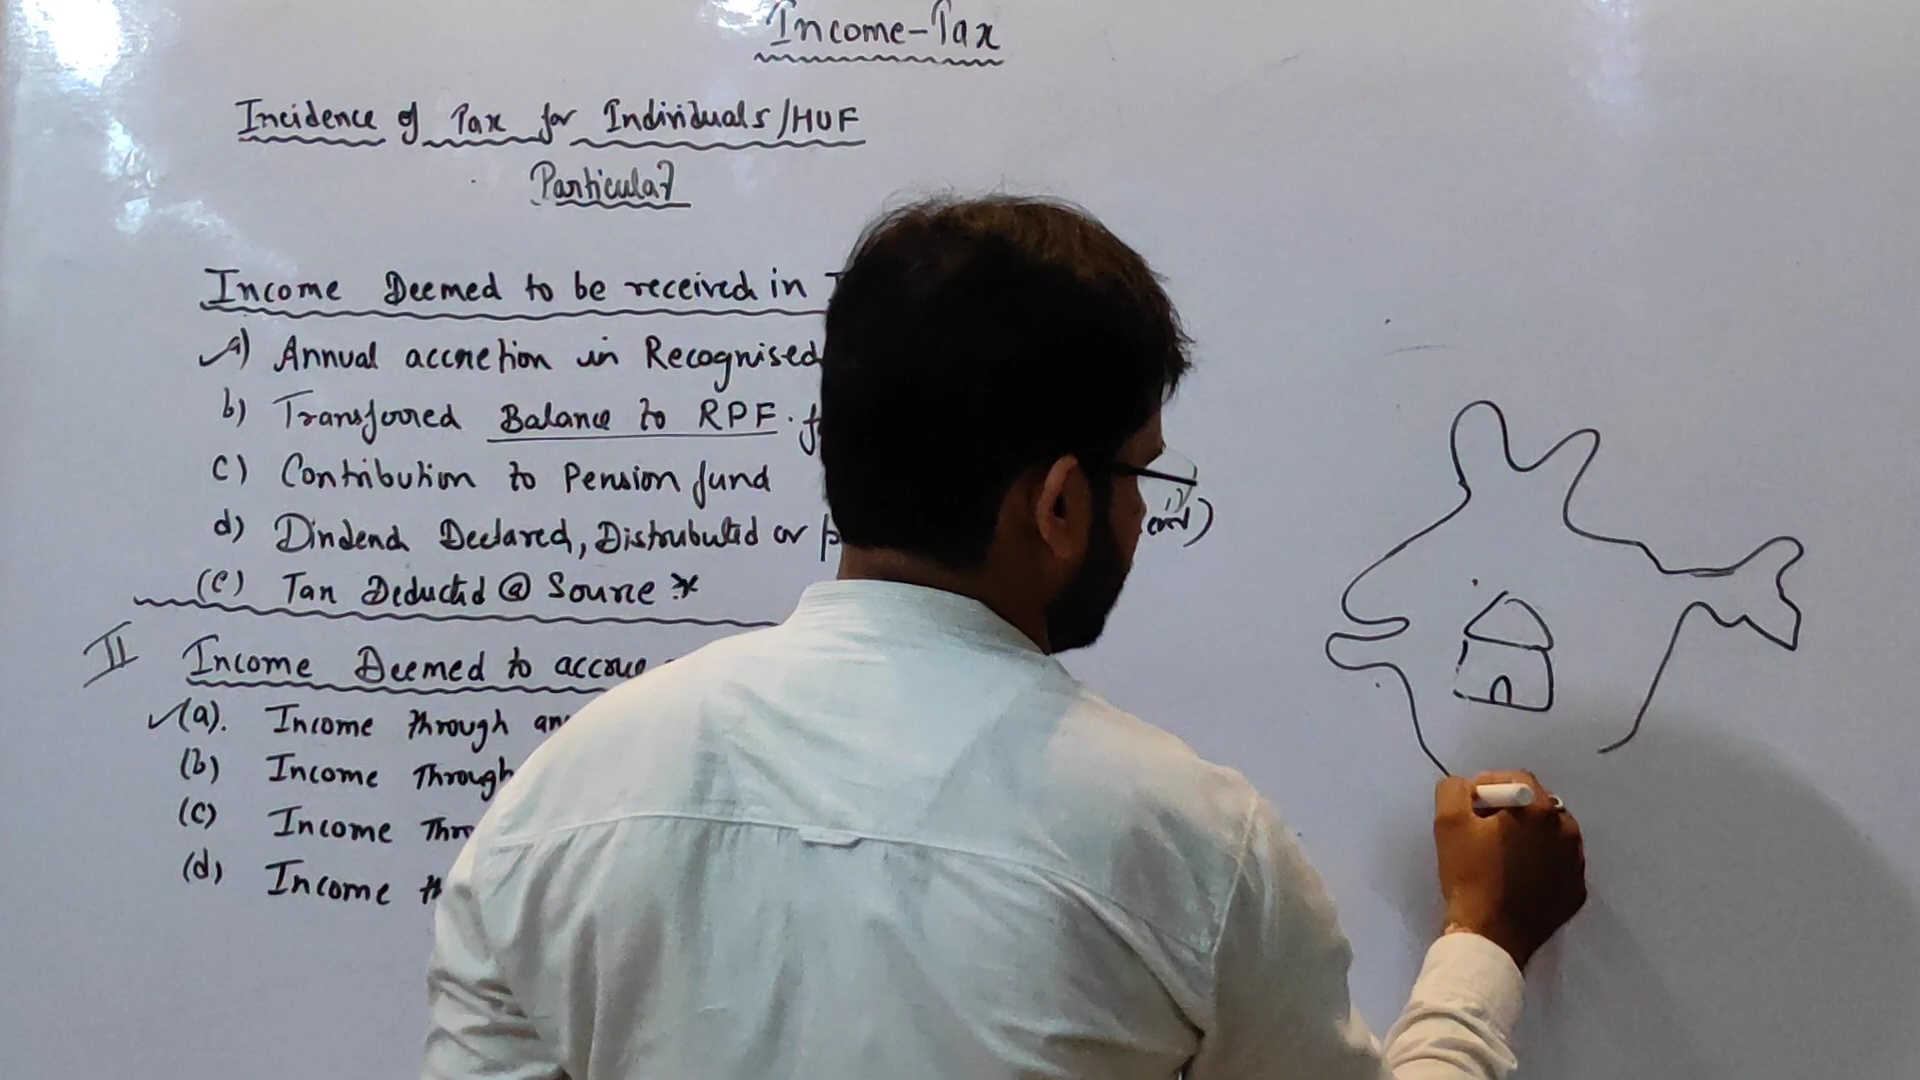 Income-Tax
Incidence of Tax for Individuals/HUF
Particular
Income Deemed to be received in
a) Annual accretion in Recognised
b) Transferred Balance to RPF.
c) Contribution to Pension fund
d) Dividend Declared, Distributed or
(e) Tax Deducted @ Source *
II Income Deemed to accrue
(a). Income through
(b) Income Through
(c) Income
(d) Income